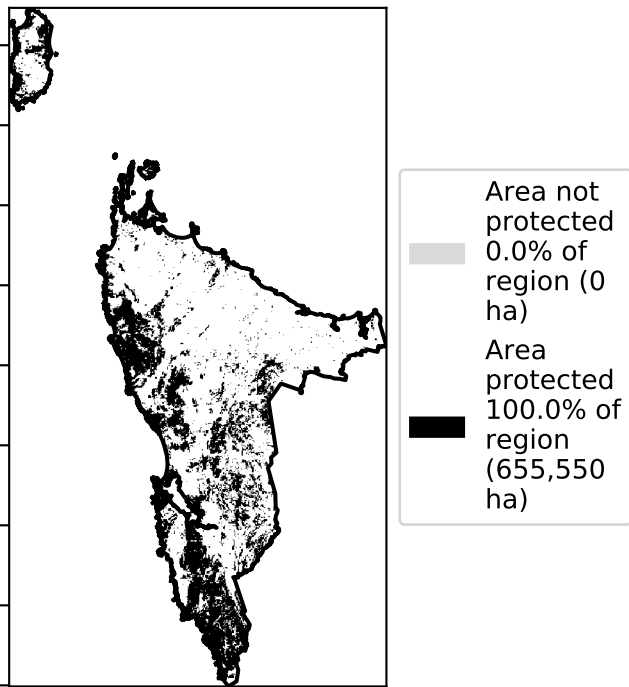 Area not
protected
0.0% of
region (0
ha)
Area
protected
100.0% of
region
(655,550
ha)